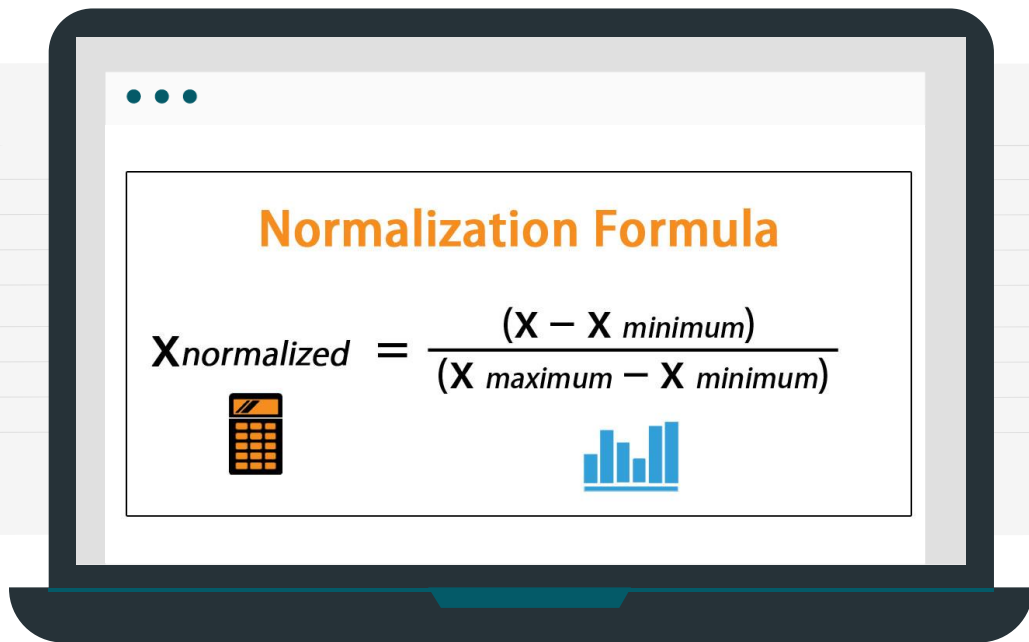 Normalization Formula
Xnormalized = (X − X minimum)
(X maximum − X minimum)